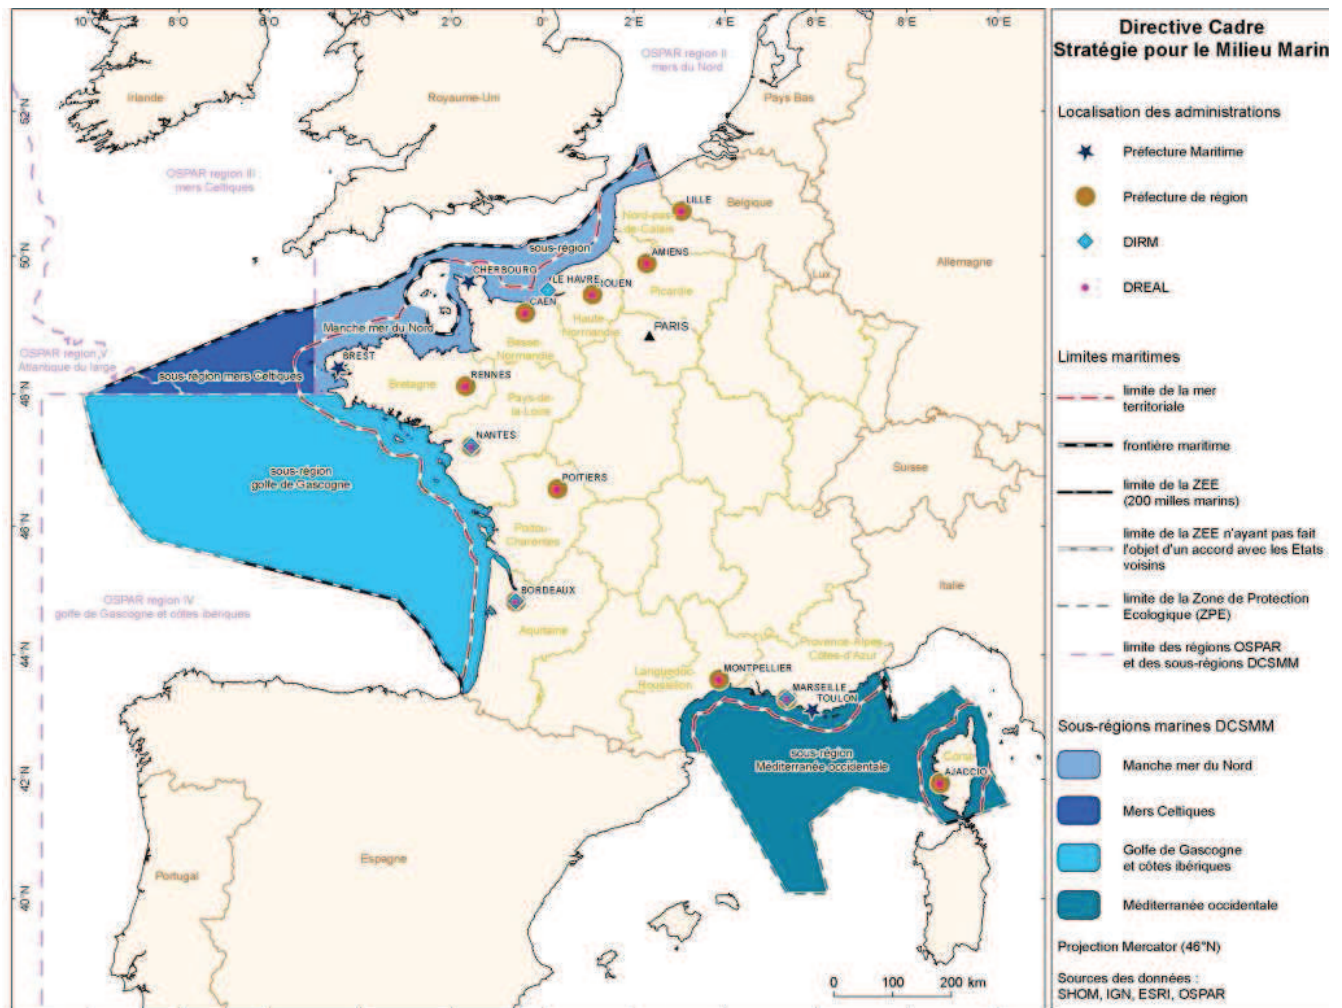 10°0
8°0
6°0
4°0
2°0
0°
2°E
4°E
6°E
8°E
10°E
52°N
50°N
48°N
46°N
44°N
42°N
40°N
Irlande
Royaume-Uni
OSPAR region II
mers du Nord
Pays Bas
OSPAR region III
mers Celtiques
LILLE
Belgique
Nord-pas-
de-Calais
sous-région
AMIENS
Lux
Allemagne
CHERBOURG
LE HAVRE
ROUEN
Picardie
CAEN
Manche mer du Nord
Haute-
Normandie
PARIS
Basse-
Normandie
OSPAR region V
Atlantique du large
BREST
sous-région mers Celtiques
RENNES
Bretagne
Pays-de-
la-Loire
NANTES
sous-région
golfe de Gascogne
POITIERS
Suisse
Poitou-
Charentes
BORDEAUX
Italie
OSPAR region IV
golfe de Gascogne et côtes ibériques
Aquitaine
Provence-Alpes-
Côtes-d'Azur
Languedoc-
Roussillon
MONTPELLIER
MARSEILLE
TOULON
sous-région
Méditerranée occidentale
Corse
AJACCIO
Espagne
Portugal
0 100 200 km
Directive Cadre
Stratégie pour le Milieu Marin
Localisation des administrations
Préfecture Maritime
Préfecture de région
DIRM
DREAL
Limites maritimes
limite de la mer
territoriale
frontière maritime
limite de la ZEE
(200 milles marins)
limite de la ZEE n'ayant pas fait
l'objet d'un accord avec les Etats
voisins
limite de la Zone de Protection
Ecologique (ZPE)
limite des régions OSPAR
et des sous-régions DCSMM
Sous-régions marines DCSMM
Manche mer du Nord
Mers Celtiques
Golfe de Gascogne
et côtes ibériques
Méditerranée occidentale
Projection Mercator (46°N)
Sources des données :
SHOM, IGN, ESRI, OSPAR